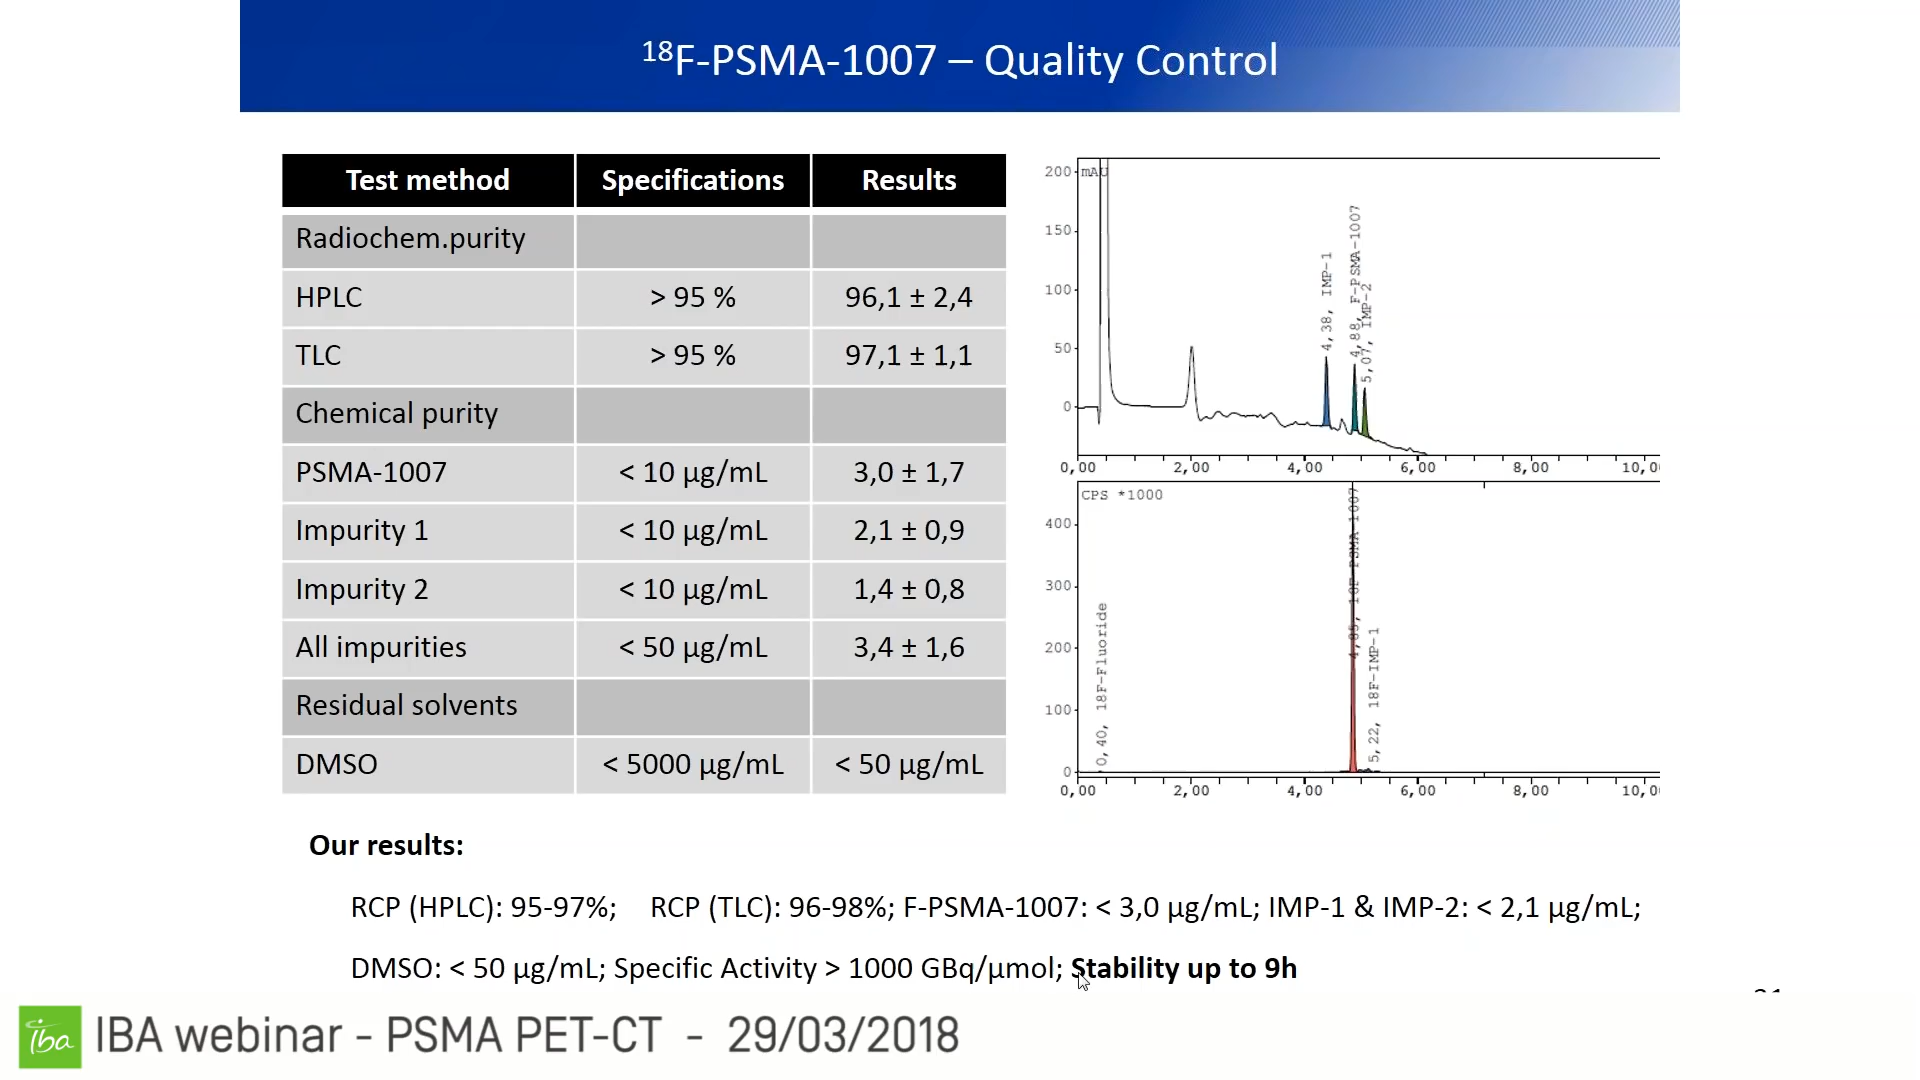 18F-PSMA-1007 – Quality Control
Test method Specifications Results
Radiochem.purity
HPLC > 95 % 96,1 ± 2,4
TLC > 95 % 97,1 ± 1,1
Chemical purity
PSMA-1007 < 10 µg/mL 3,0 ± 1,7
Impurity 1 < 10 µg/mL 2,1 ± 0,9
Impurity 2 < 10 µg/mL 1,4 ± 0,8
All impurities < 50 µg/mL 3,4 ± 1,6
Residual solvents
DMSO < 5000 µg/mL < 50 µg/mL
mAU
200
150
100
50
0
4,38, IMP-1
4,88, F-PSMA-1007
5,07, IMP-2
0,00 2,00 4,00 6,00 8,00 10,0
CPS *1000
400
300
200
100
0
0,40, 18F-Fluoride
4,85, 18F-PSMA-1007
5,22, 18F-IMP-1
0,00 2,00 4,00 6,00 8,00 10,0
Our results:
RCP (HPLC): 95-97%; RCP (TLC): 96-98%; F-PSMA-1007: < 3,0 µg/mL; IMP-1 & IMP-2: < 2,1 µg/mL;
DMSO: < 50 µg/mL; Specific Activity > 1000 GBq/µmol; Stability up to 9h
iba IBA webinar - PSMA PET-CT - 29/03/2018